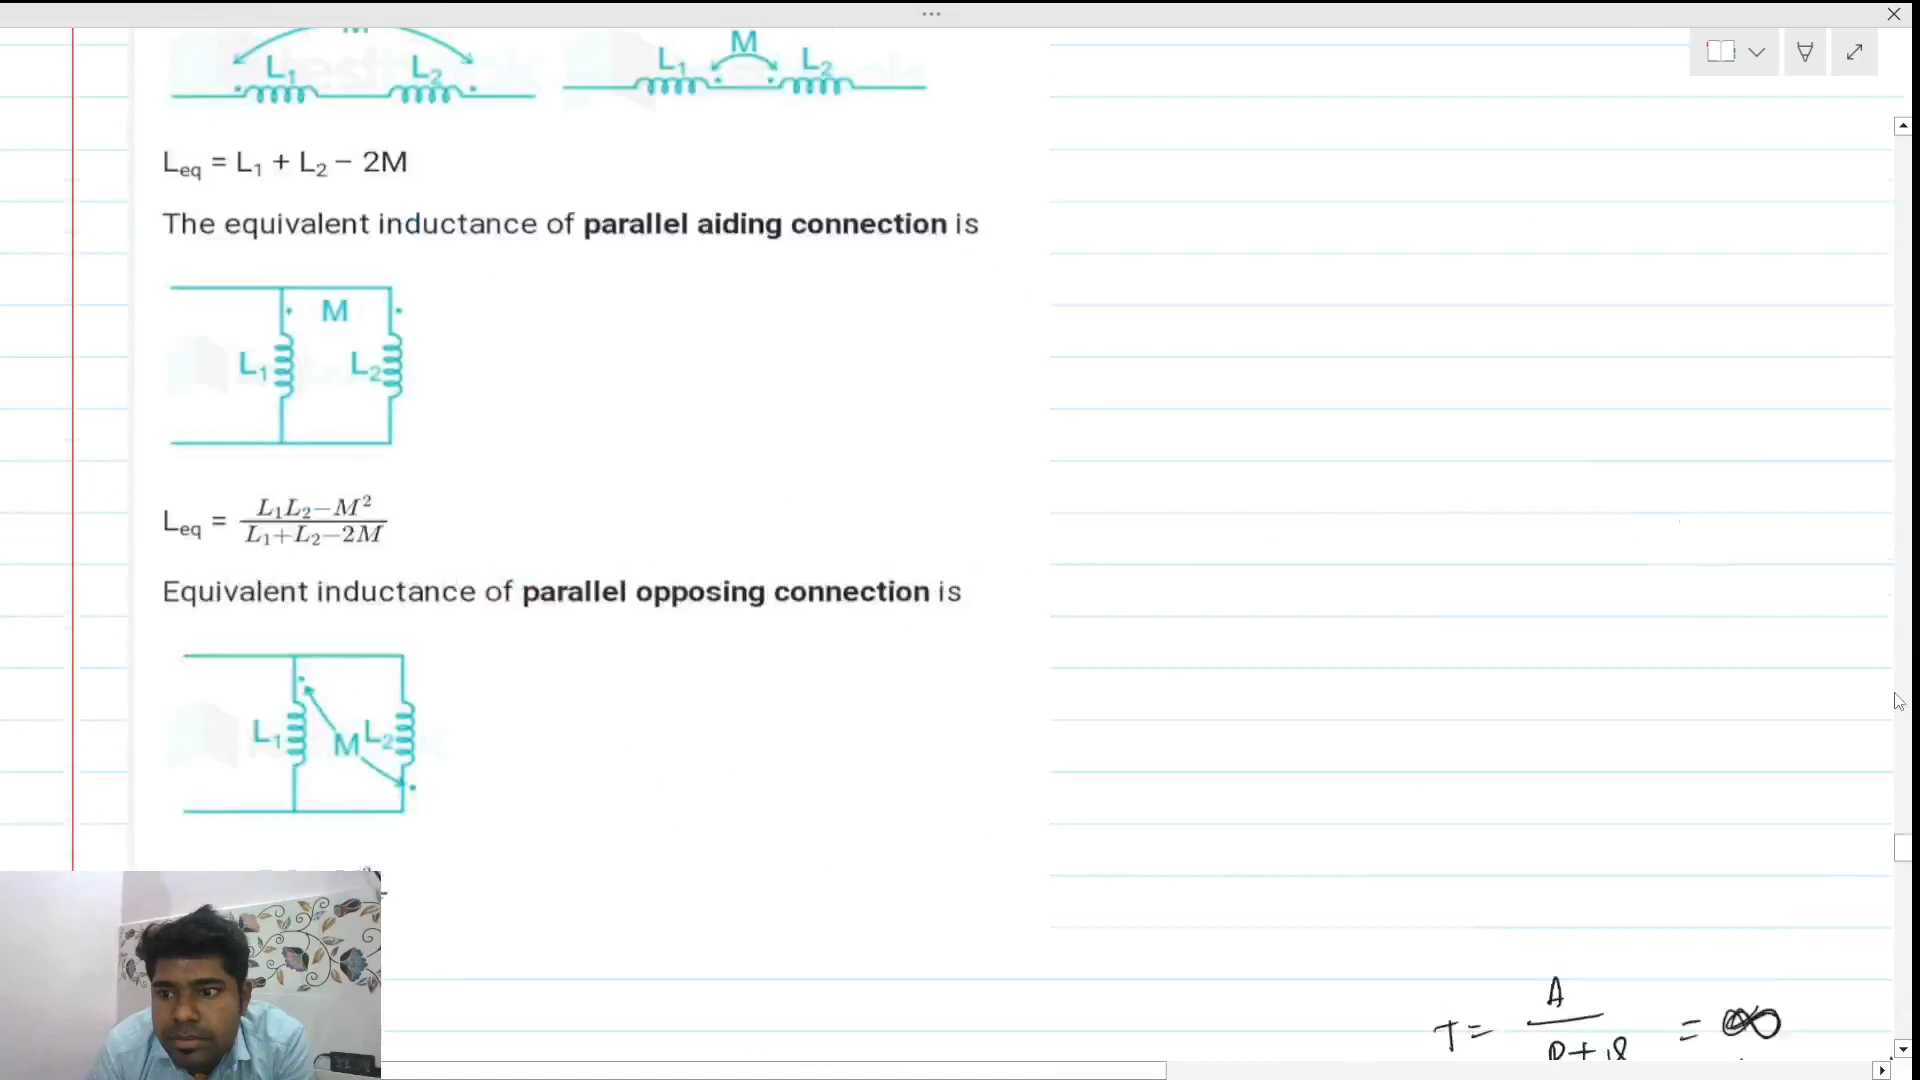 M
L₁ L₂
M
L₁ L₂
Leq = L₁ + L₂ − 2M
The equivalent inductance of parallel aiding connection is
M
L₁ L₂
Leq = \frac{L₁L₂−M²}{L₁+L₂−2M}
Equivalent inductance of parallel opposing connection is
L₁ M L₂
A
T = ——— = ∞